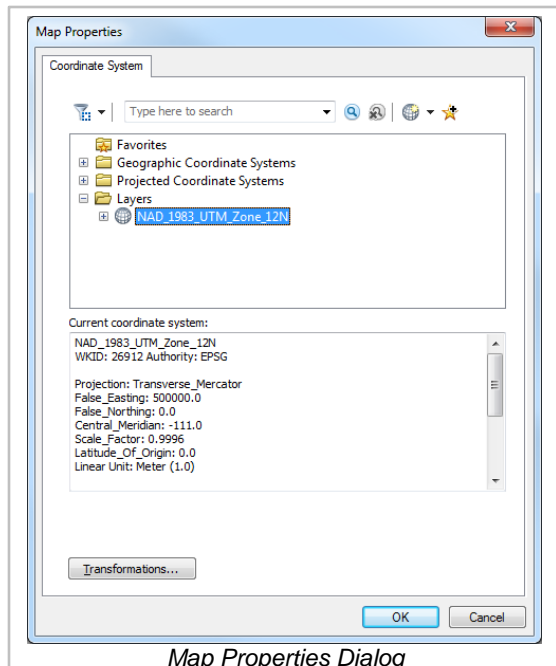 Map Properties
Coordinate System
Type here to search
Favorites
Geographic Coordinate Systems
Projected Coordinate Systems
Layers
NAD_1983_UTM_Zone_12N
Current coordinate system:
NAD_1983_UTM_Zone_12N
WKID: 26912 Authority: EPSG
Projection: Transverse_Mercator
False_Easting: 500000.0
False_Northing: 0.0
Central_Meridian: -111.0
Scale_Factor: 0.9996
Latitude_Of_Origin: 0.0
Linear Unit: Meter (1.0)
Transformations...
OK Cancel
Map Properties Dialog